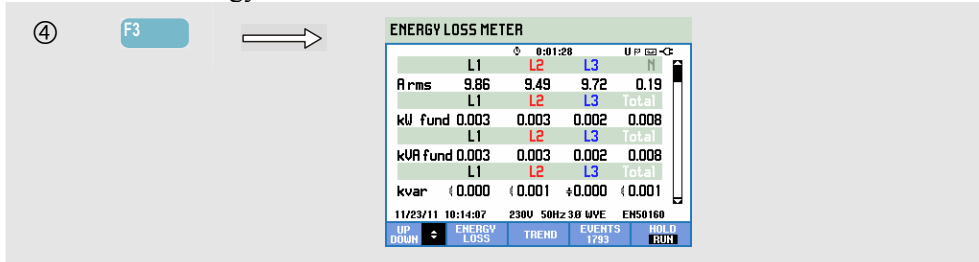 ④ F3
ENERGY LOSS METER
0:01:28 U
L1 L2 L3 N
A rms 9.86 9.49 9.72 0.19
L1 L2 L3 Total
kW fund 0.003 0.003 0.002 0.008
L1 L2 L3 Total
kVA fund 0.003 0.003 0.002 0.008
L1 L2 L3 Total
kvar 0.000 0.001 0.000 0.001
11/23/11 10:14:07 230V 50Hz 3.0 WYE EN50160
UP DOWN ENERGY LOSS TREND EVENTS 1793 HOLD RUN